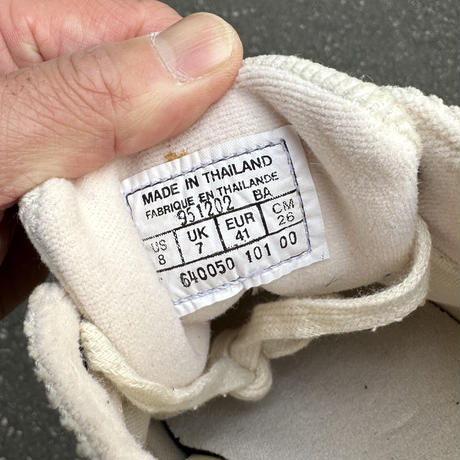 MADE IN THAILAND
FABRIQUE EN THAILANDE
951202 BA
US UK EUR CM
8 7 41 26
640050 101 00